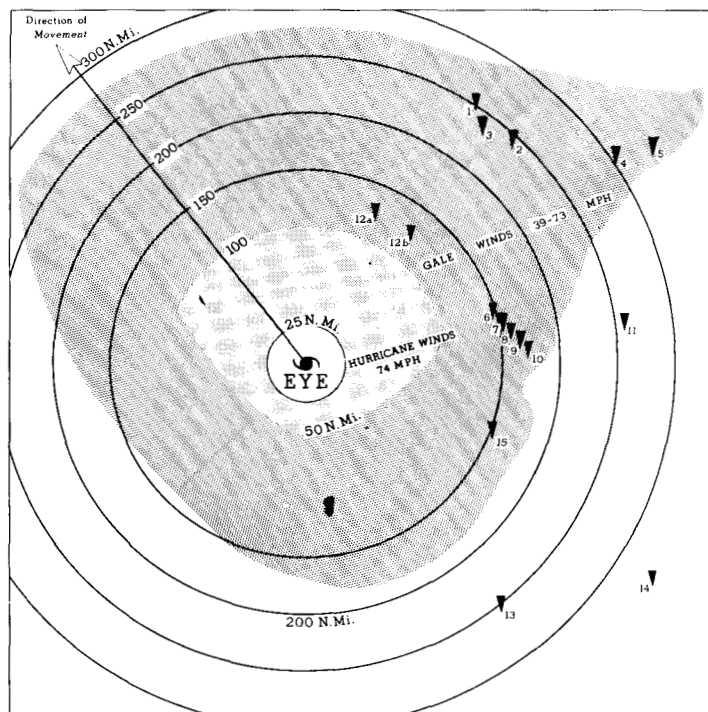 Direction of
Movement
300 N.Mi.
250
200
150
100
1
3
2
4
5
12a
12b
GALE WINDS 39-73 MPH
6
7
8
9
10
11
25 N. Mi.
HURRICANE WINDS
74 MPH
EYE
50 N.Mi.
15
14
13
200 N.Mi.